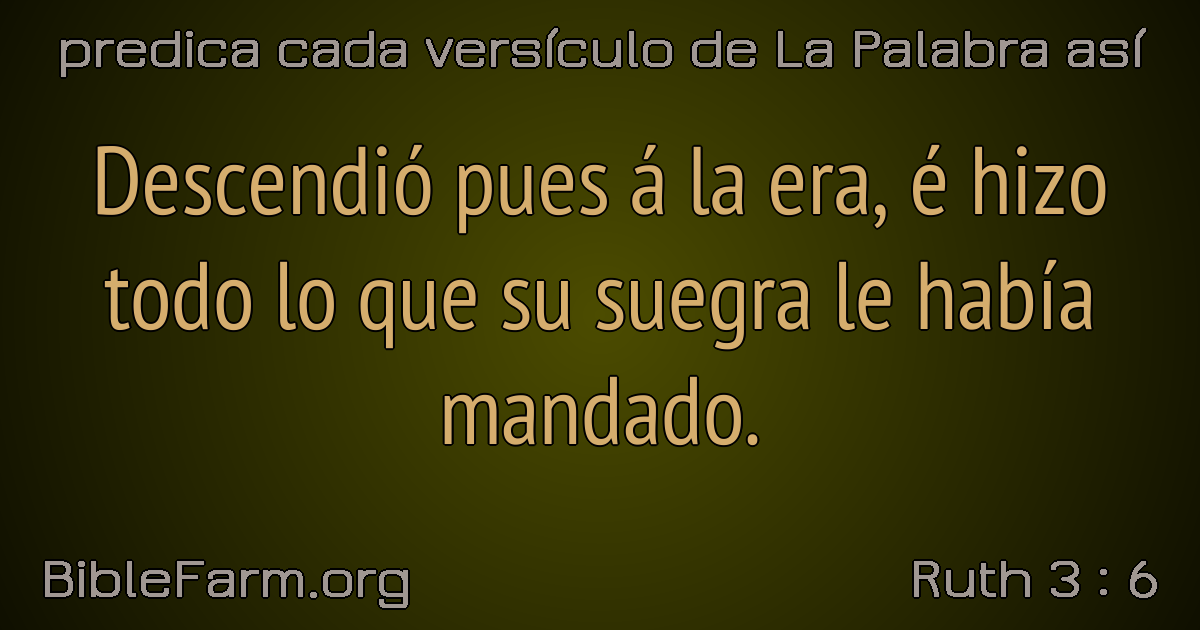 predica cada versículo de La Palabra así
Descendió pues á la era, é hizo
todo lo que su suegra le había
mandado.
BibleFarm.org
Ruth 3 : 6